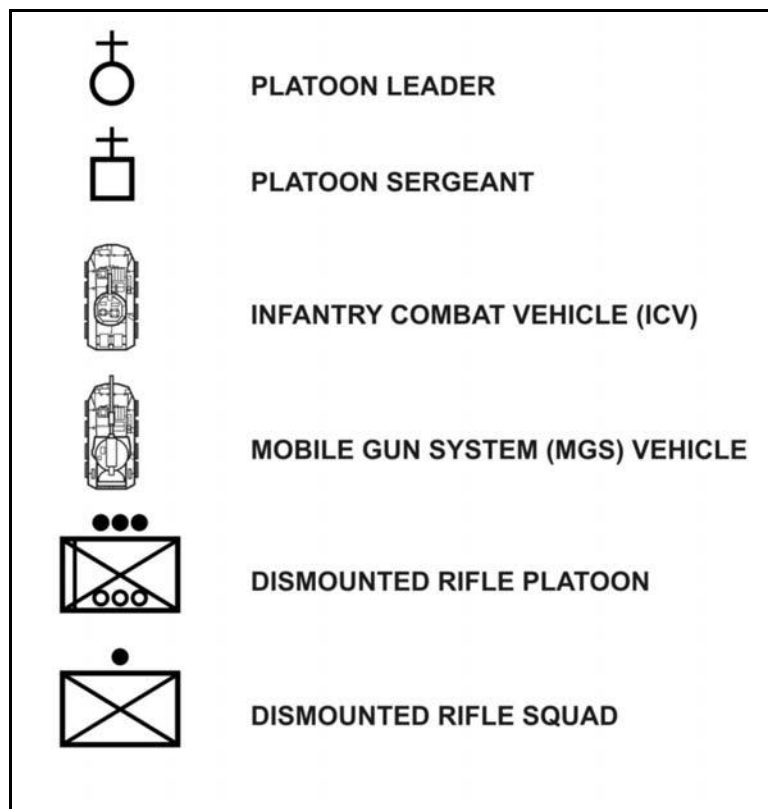 PLATOON LEADER
PLATOON SERGEANT
INFANTRY COMBAT VEHICLE (ICV)
MOBILE GUN SYSTEM (MGS) VEHICLE
DISMOUNTED RIFLE PLATOON
DISMOUNTED RIFLE SQUAD